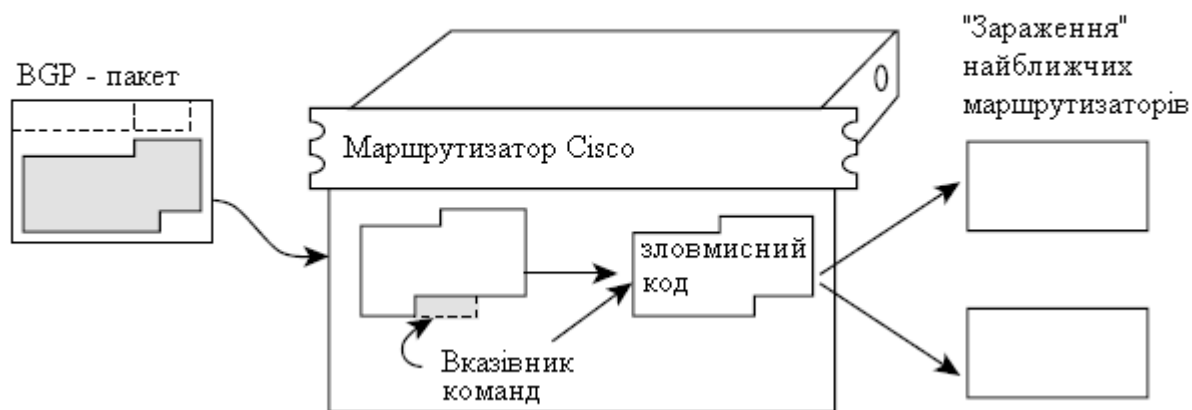 BGP - пакет
Маршрутизатор Cisco
"Зараження"
найближчих
маршрутизаторів
зловмисний
код
Вказівник
команд